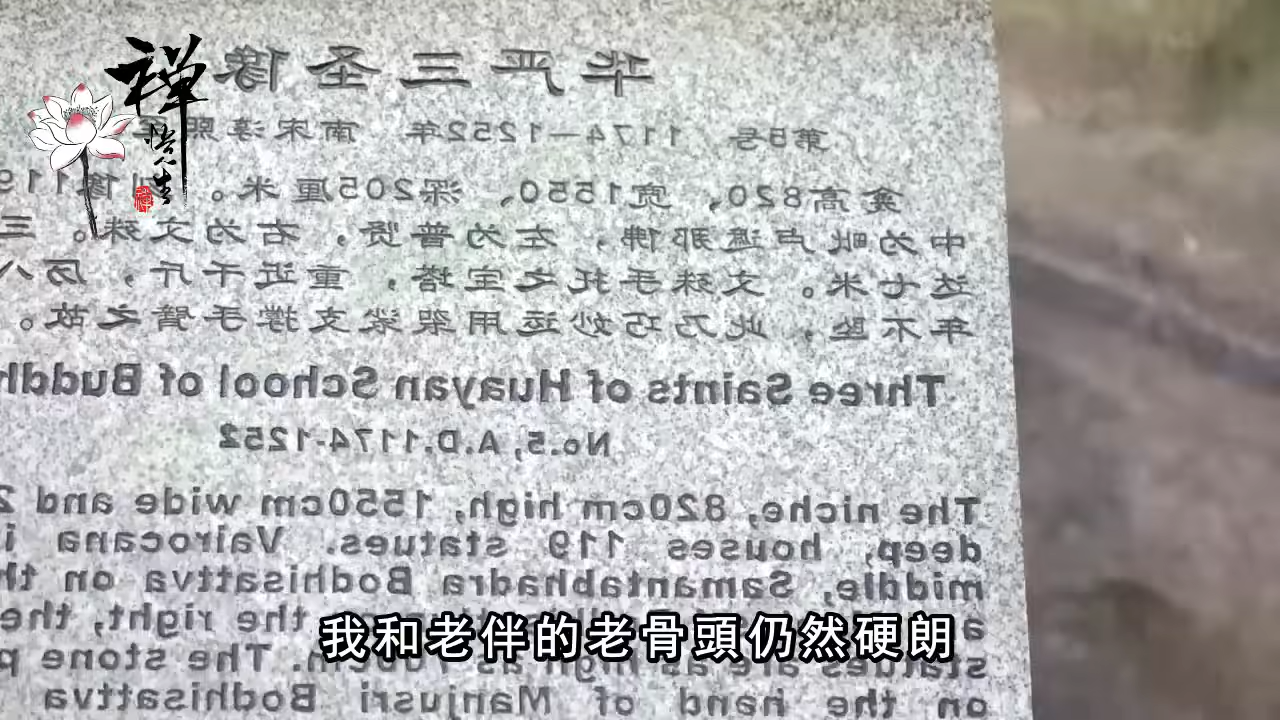 禅
悟人生
华严三圣像
第5号 1174—1252年 南宋淳熙
龛高820、宽1550、深205厘米。 像119
中为毗卢遮那佛，左为普贤，右为文殊。三
达七米。文殊手托之宝塔，重近千斤，历八
年不坠，此乃巧妙运用袈裟支撑手臂之故。
Three Saints of Huayan School of Buddh
No.5, A.D.1174-1252
The niche, 820cm high, 1550cm wide and 2
deep, houses 119 statues. Vairocana i
middle, Samantabhadra Bodhisattva on th
the right, the
statues are as high as The stone p
on the hand of Manjusri Bodhisattva
我和老伴的老骨頭仍然硬朗